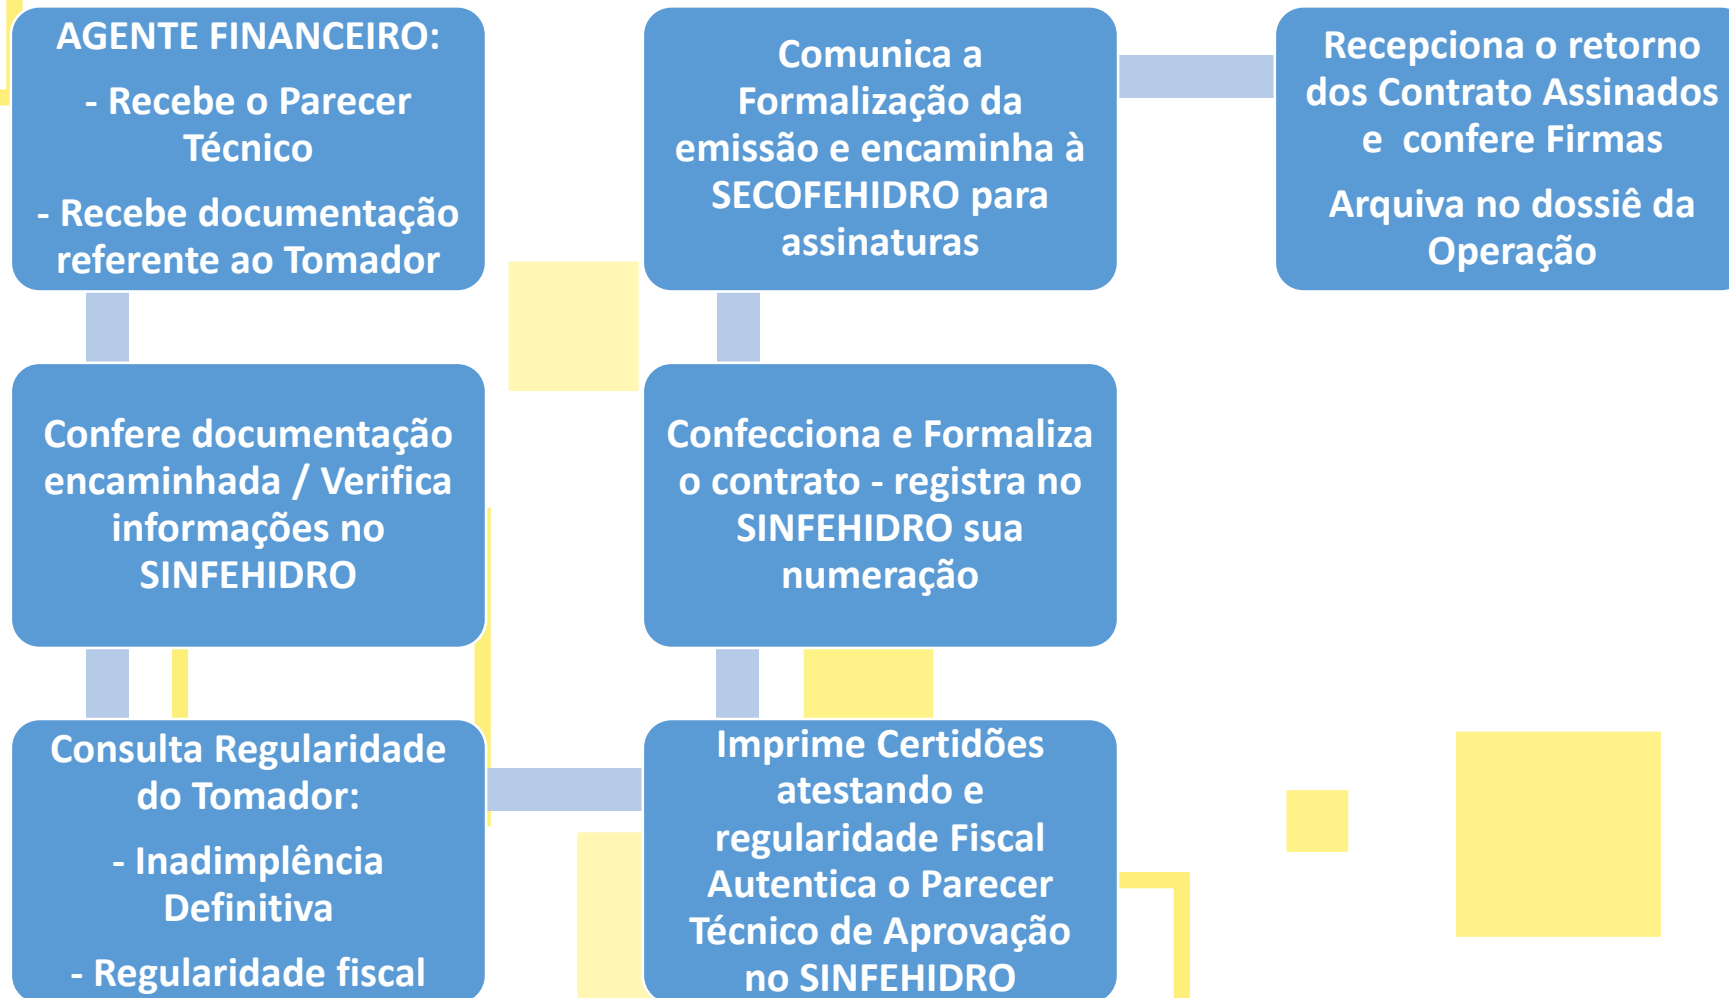 AGENTE FINANCEIRO:
- Recebe o Parecer
Técnico
- Recebe documentação
referente ao Tomador
Confere documentação
encaminhada / Verifica
informações no
SINFEHIDRO
Consulta Regularidade
do Tomador:
- Inadimplência
Definitiva
- Regularidade fiscal
Imprime Certidões
atestando e
regularidade Fiscal
Autentica o Parecer
Técnico de Aprovação
no SINFEHIDRO
Confecciona e Formaliza
o contrato - registra no
SINFEHIDRO sua
numeração
Comunica a
Formalização da
emissão e encaminha à
SECOFEHIDRO para
assinaturas
Recepciona o retorno
dos Contrato Assinados
e confere Firmas
Arquiva no dossiê da
Operação